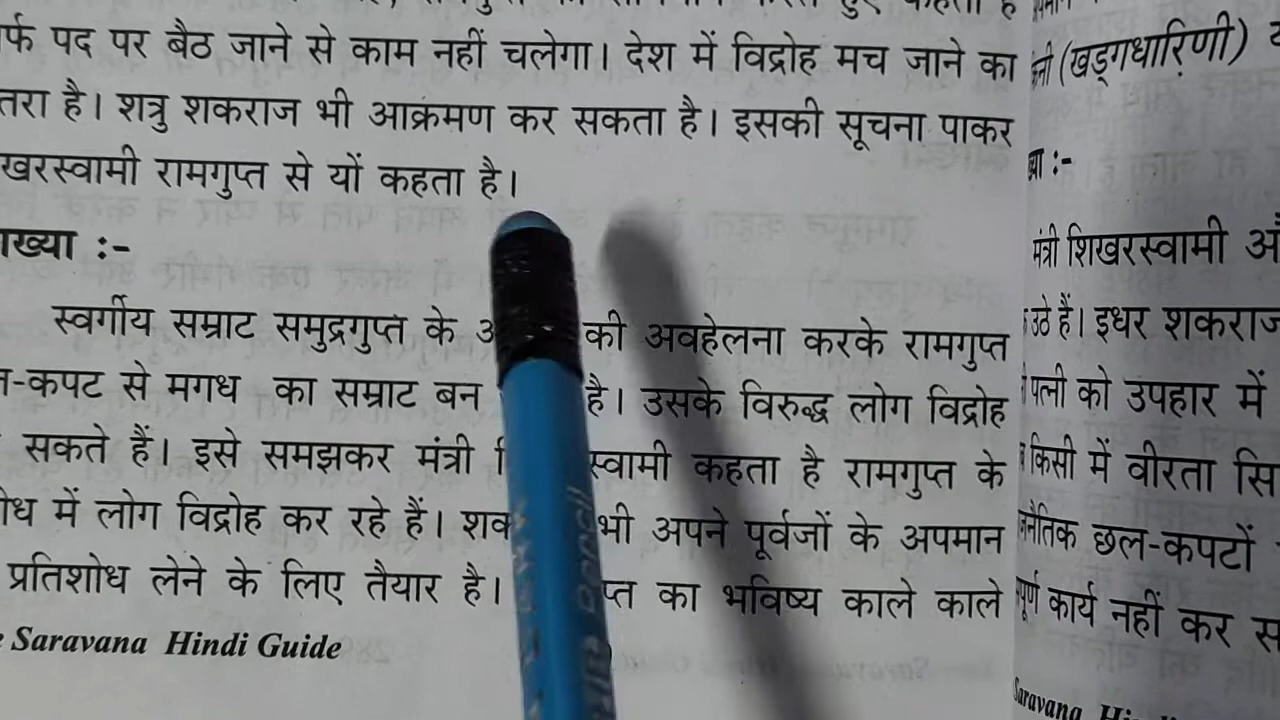 पद पर बैठ जाने से काम नहीं चलेगा। देश में विद्रोह मच जाने का
है। शत्रु शकराज भी आक्रमण कर सकता है। इसकी सूचना पाकर
रामगुप्त से यों कहता है।
:-
स्वर्गीय सम्राट समुद्रगुप्त के की अवहेलना करके रामगुप्त
-कपट से मगध का सम्राट बन है। उसके विरुद्ध लोग विद्रोह
सकते हैं। इसे समझकर मंत्री स्वामी कहता है रामगुप्त के
में लोग विद्रोह कर रहे हैं। भी अपने पूर्वजों के अपमान
प्रतिशोध लेने के लिए तैयार है। का भविष्य काले काले
Saravana Hindi Guide
(खड्गधारिणी)
:-
मंत्री शिखरस्वामी
उठे हैं। इधर शकराज
पत्नी को उपहार में
किसी में वीरता
छल-कपटों
कार्य नहीं कर
Saravana